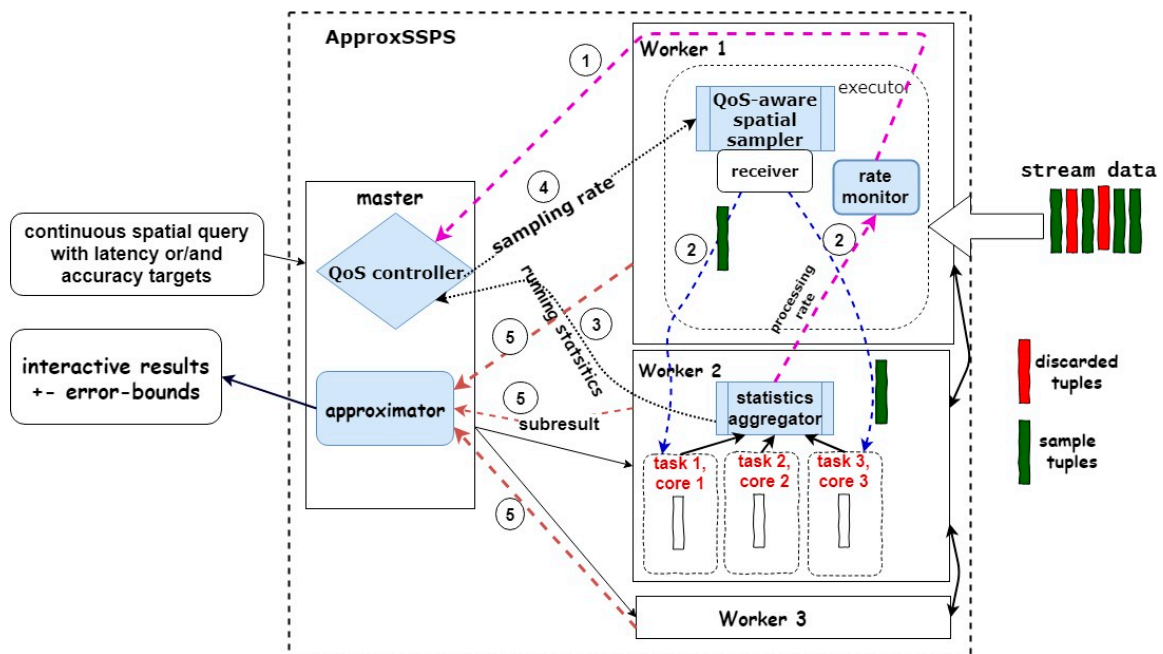 ApproxSSPS
Worker 1
1
executor
QoS-aware
spatial
sampler
receiver
rate
monitor
stream data
master
4
sampling rate
continuous spatial query
with latency or/and
accuracy targets
QoS controller
2
2
processing
rate
running statsitics
3
5
interactive results
+- error-bounds
approximator
Worker 2
statistics
aggregator
5
subresult
task 1,
core 1
task 2,
core 2
task 3,
core 3
5
Worker 3
discarded
tuples
sample
tuples